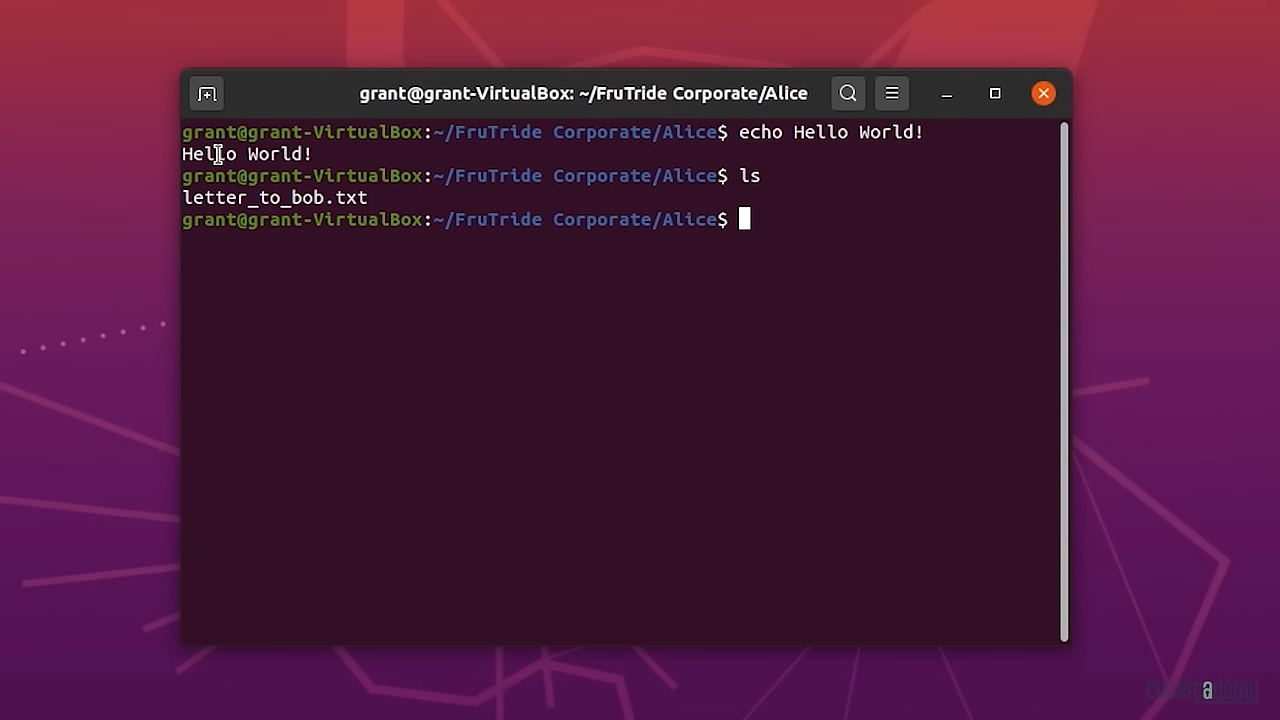 grant@grant-VirtualBox: ~/FruTride Corporate/Alice
grant@grant-VirtualBox:~/FruTride Corporate/Alice$ echo Hello World!
Hello World!
grant@grant-VirtualBox:~/FruTride Corporate/Alice$ ls
letter_to_bob.txt
grant@grant-VirtualBox:~/FruTride Corporate/Alice$